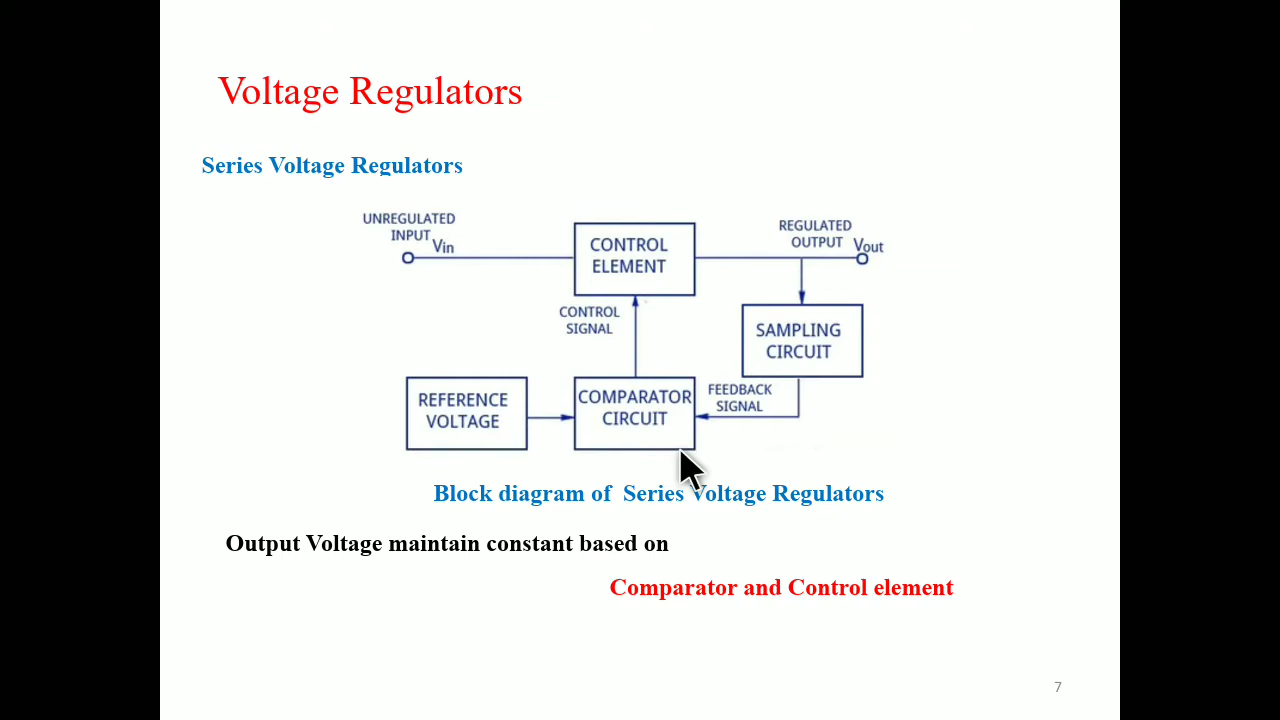 Voltage Regulators
Series Voltage Regulators
UNREGULATED
INPUT
Vin
CONTROL
ELEMENT
REGULATED
OUTPUT
Vout
CONTROL
SIGNAL
SAMPLING
CIRCUIT
REFERENCE
VOLTAGE
COMPARATOR
CIRCUIT
FEEDBACK
SIGNAL
Block diagram of Series Voltage Regulators
Output Voltage maintain constant based on
Comparator and Control element
7